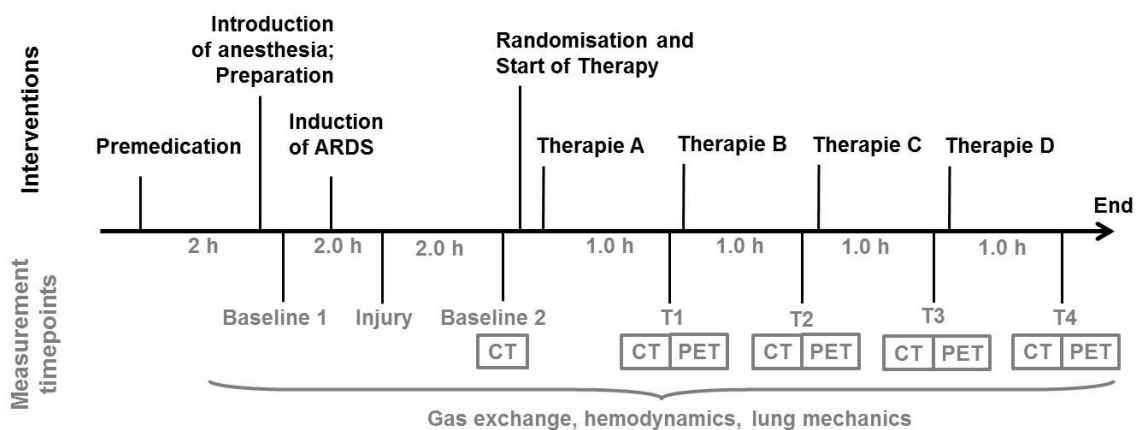 Introduction
of anesthesia;
Preparation
Randomisation and
Start of Therapy
Induction
of ARDS
Premedication
Therapie A
Therapie B
Therapie C
Therapie D
Interventions
End
2 h
2.0 h
2.0 h
1.0 h
1.0 h
1.0 h
1.0 h
Measurement
timepoints
Baseline 1
Injury
Baseline 2
T1
T2
T3
T4
CT
CT PET
CT PET
CT PET
CT PET
Gas exchange, hemodynamics, lung mechanics